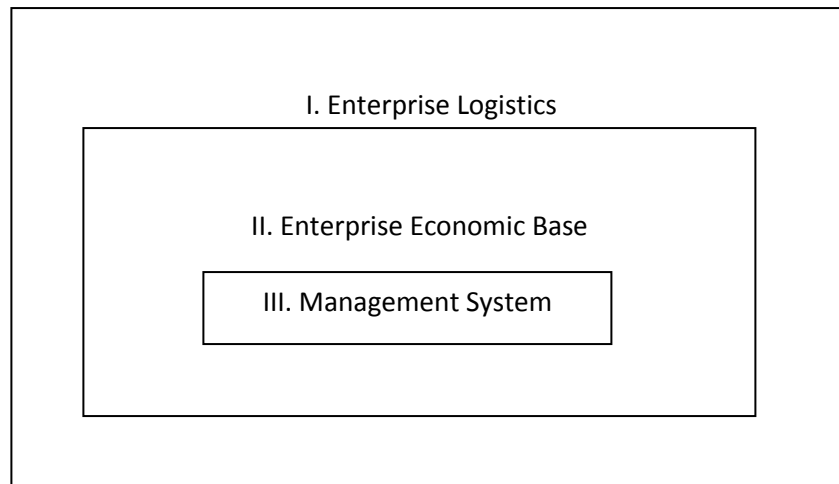 I. Enterprise Logistics
II. Enterprise Economic Base
III. Management System